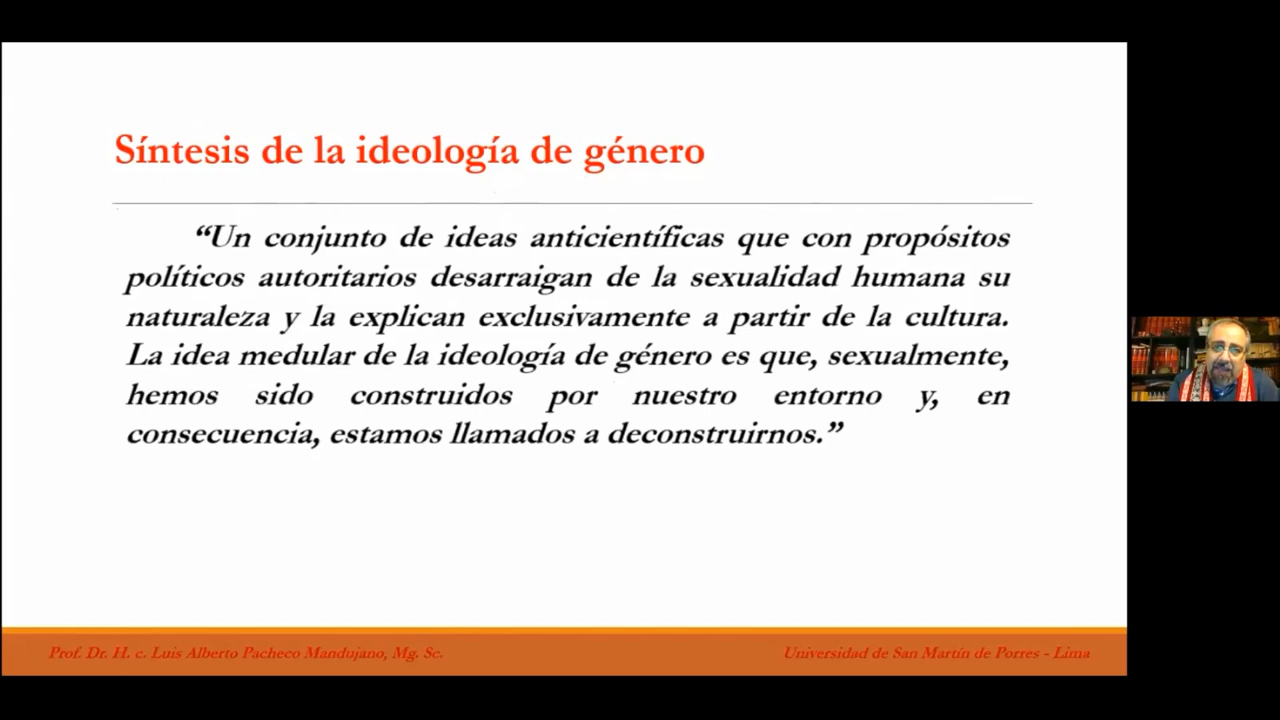 Síntesis de la ideología de género
“Un conjunto de ideas anticientíficas que con propósitos
políticos autoritarios desarraigan de la sexualidad humana su
naturaleza y la explican exclusivamente a partir de la cultura.
La idea medular de la ideología de género es que, sexualmente,
hemos sido construidos por nuestro entorno y, en
consecuencia, estamos llamados a deconstruirnos.”
Prof. Dr. H. c. Luis Alberto Pacheco Mandujano, Mg. Sc.
Universidad de San Martín de Porres - Lima